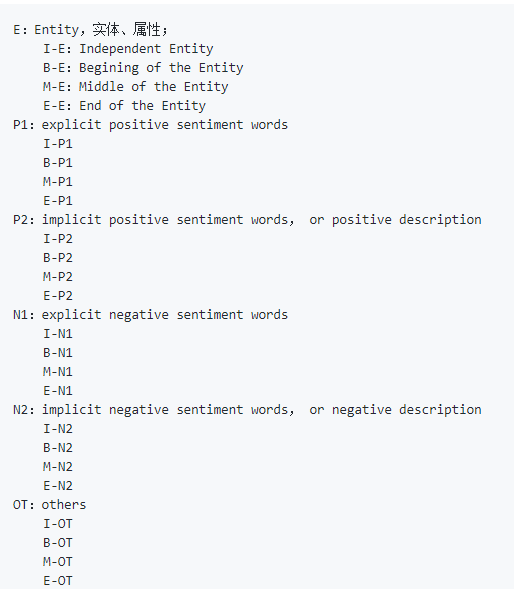 E: Entity，实体、属性；
I-E: Independent Entity
B-E: Begining of the Entity
M-E: Middle of the Entity
E-E: End of the Entity
P1: explicit positive sentiment words
I-P1
B-P1
M-P1
E-P1
P2: implicit positive sentiment words， or positive description
I-P2
B-P2
M-P2
E-P2
N1: explicit negative sentiment words
I-N1
B-N1
M-N1
E-N1
N2: implicit negative sentiment words， or negative description
I-N2
B-N2
M-N2
E-N2
OT: others
I-OT
B-OT
M-OT
E-OT